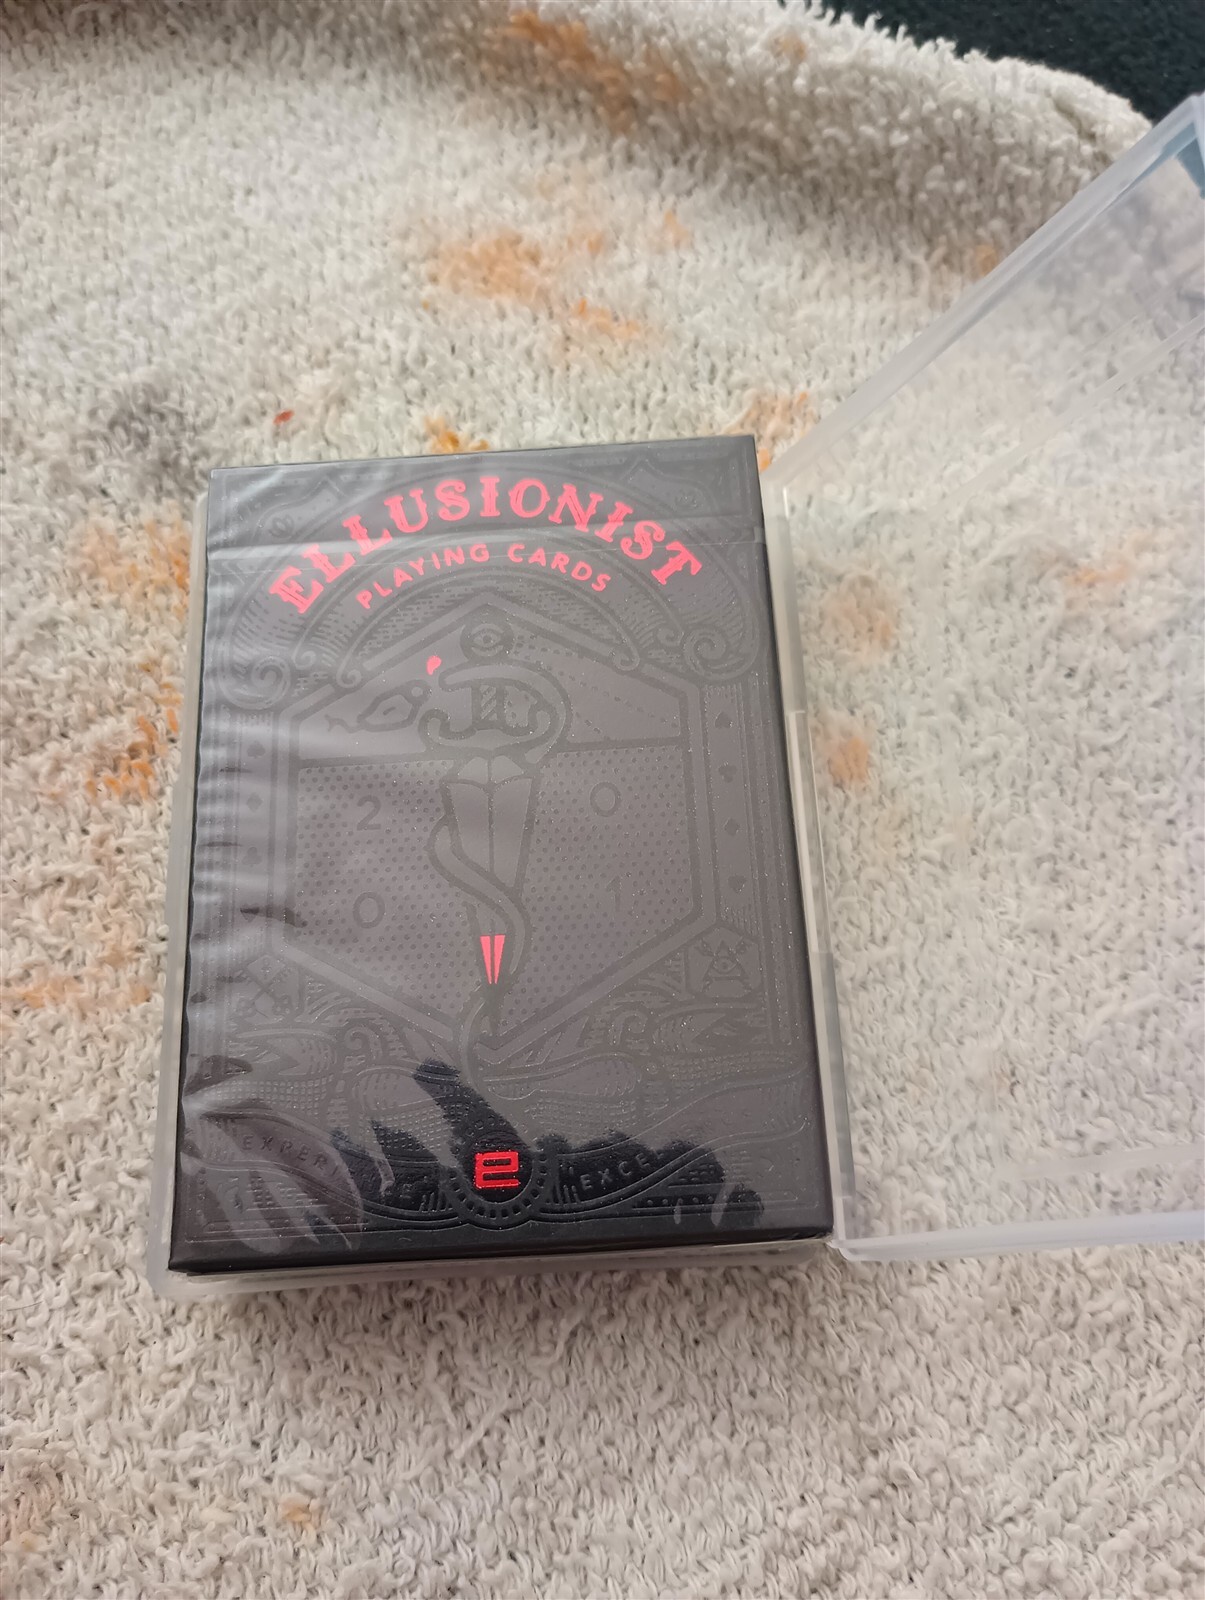 ELLUSIONIST
PLAYING CARDS
2 0
0 1
e